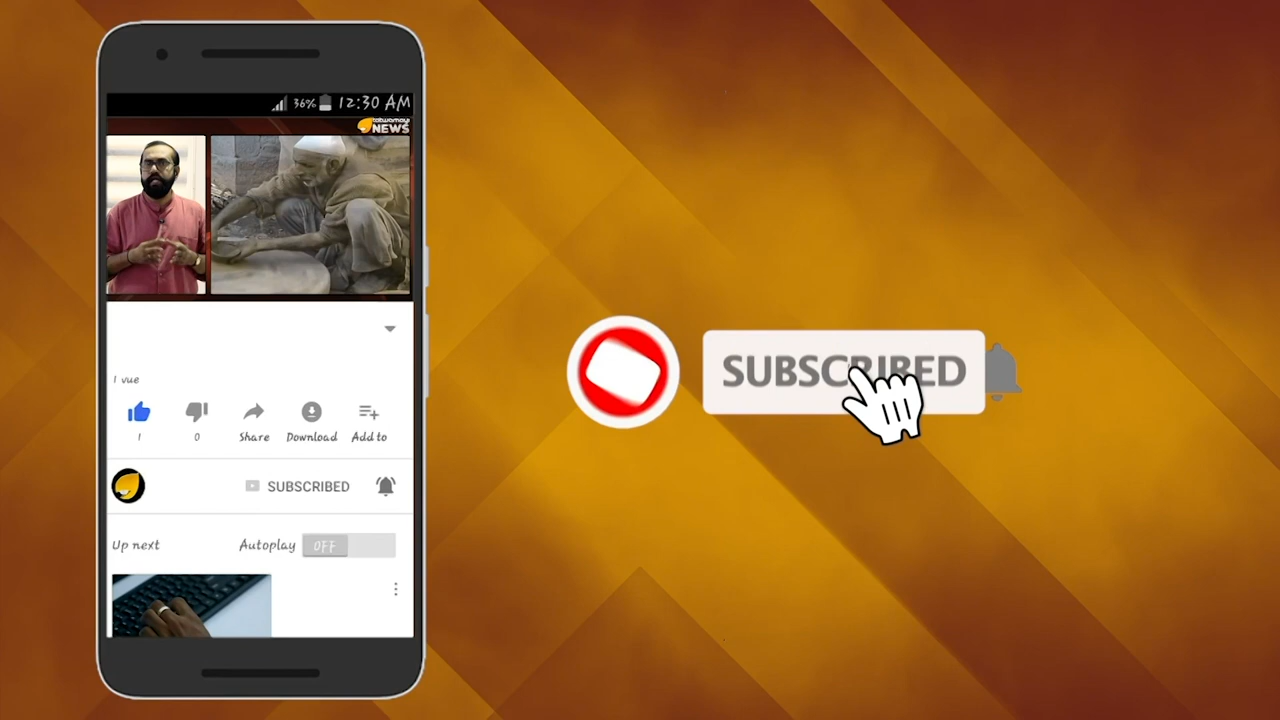 36% 12:30 AM
tatwamayi
NEWS
1 vue
1
0
Share
Download
Add to
SUBSCRIBED
Up next
Autoplay
OFF
SUBSCRIBED